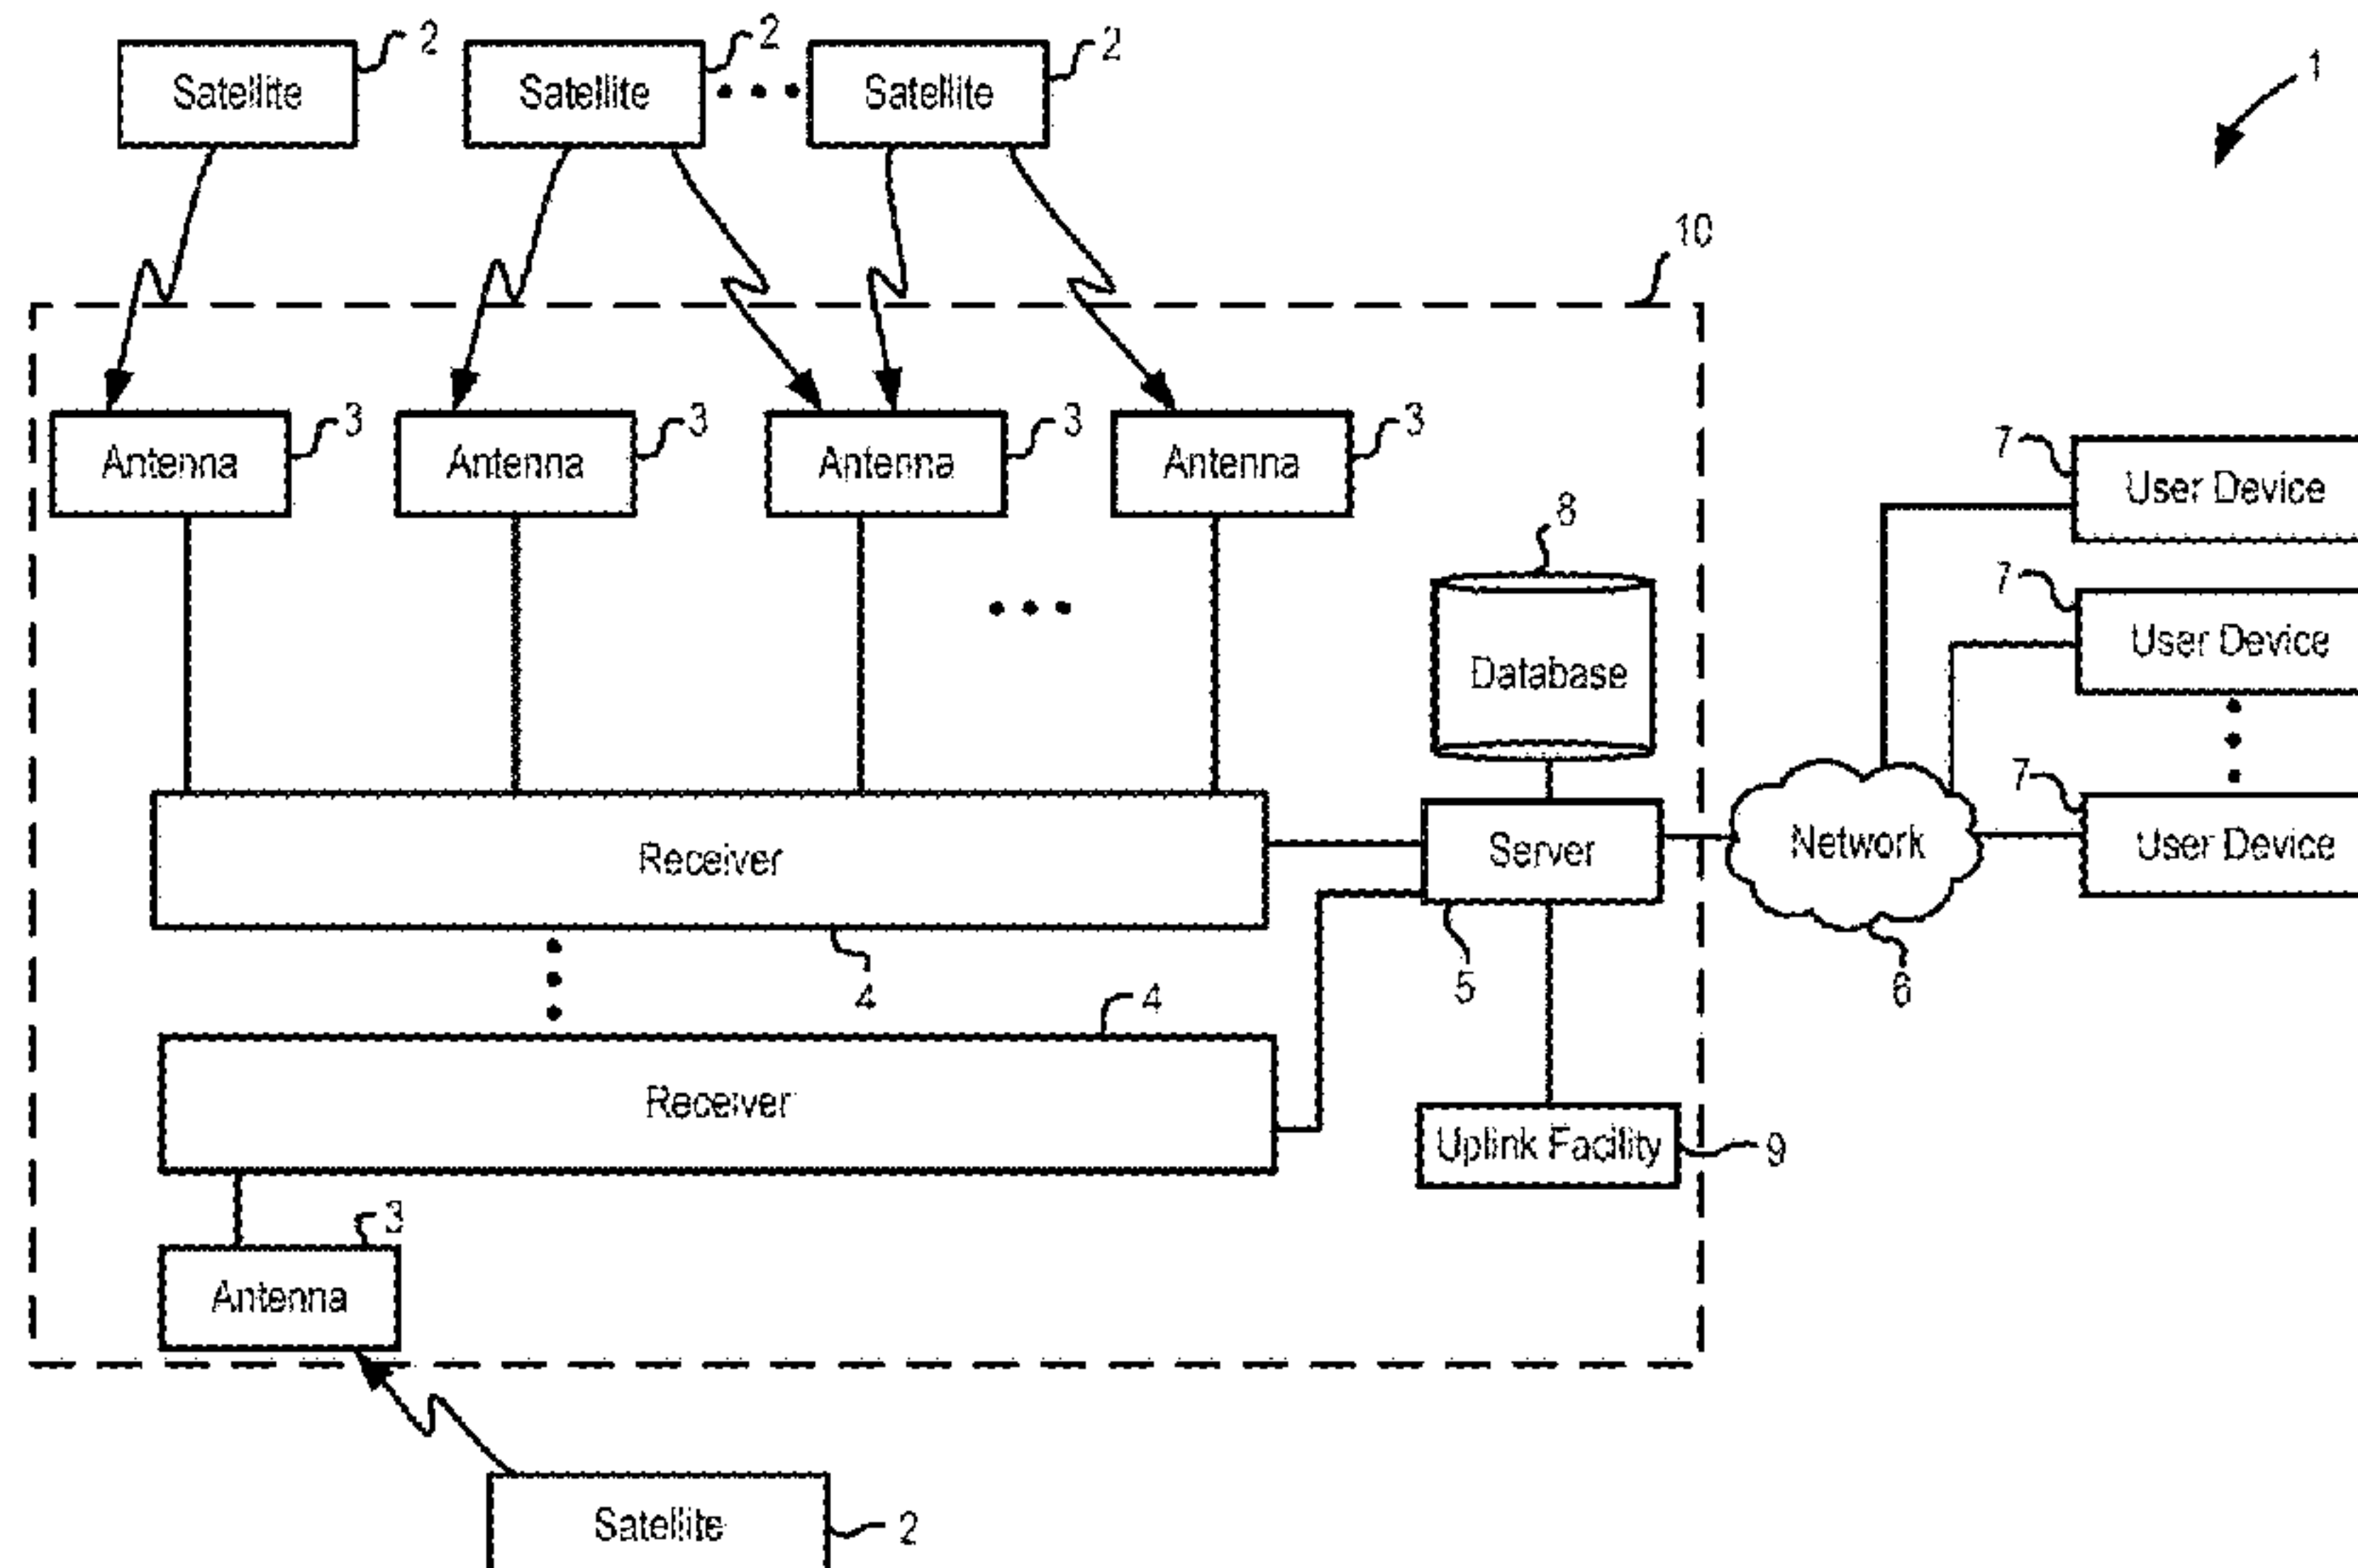 2 2 2
Satellite Satellite Satellite
1
10
3 3 3 3
Antenna Antenna Antenna Antenna
7
User Device
8
7
User Device
Database
7
Receiver Server Network User Device
4 5 6
4
Receiver
Uplink Facility 9
3
Antenna
Satellite 2